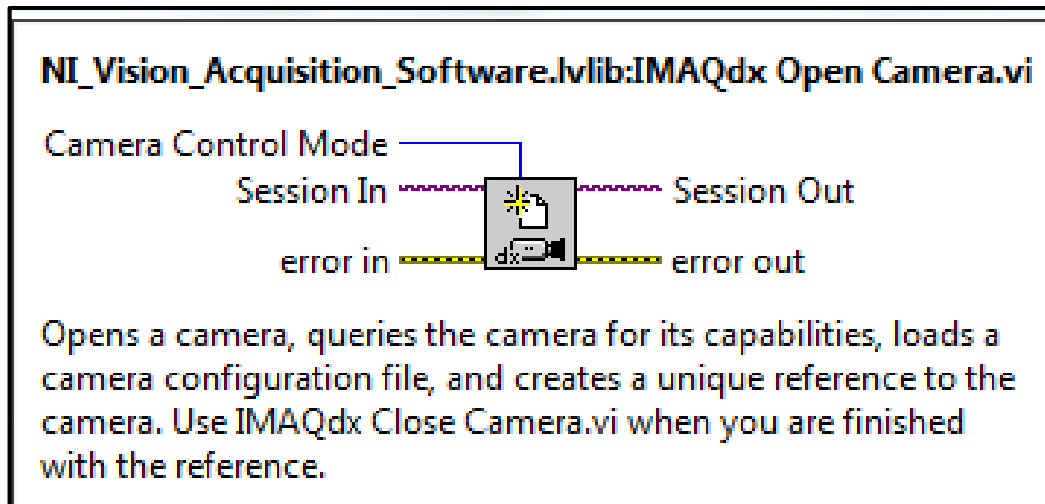 NI_Vision_Acquisition_Software.lvlib:IMAQdx Open Camera.vi
Camera Control Mode
Session In
Session Out
error in
error out
dx
Opens a camera, queries the camera for its capabilities, loads a
camera configuration file, and creates a unique reference to the
camera. Use IMAQdx Close Camera.vi when you are finished
with the reference.